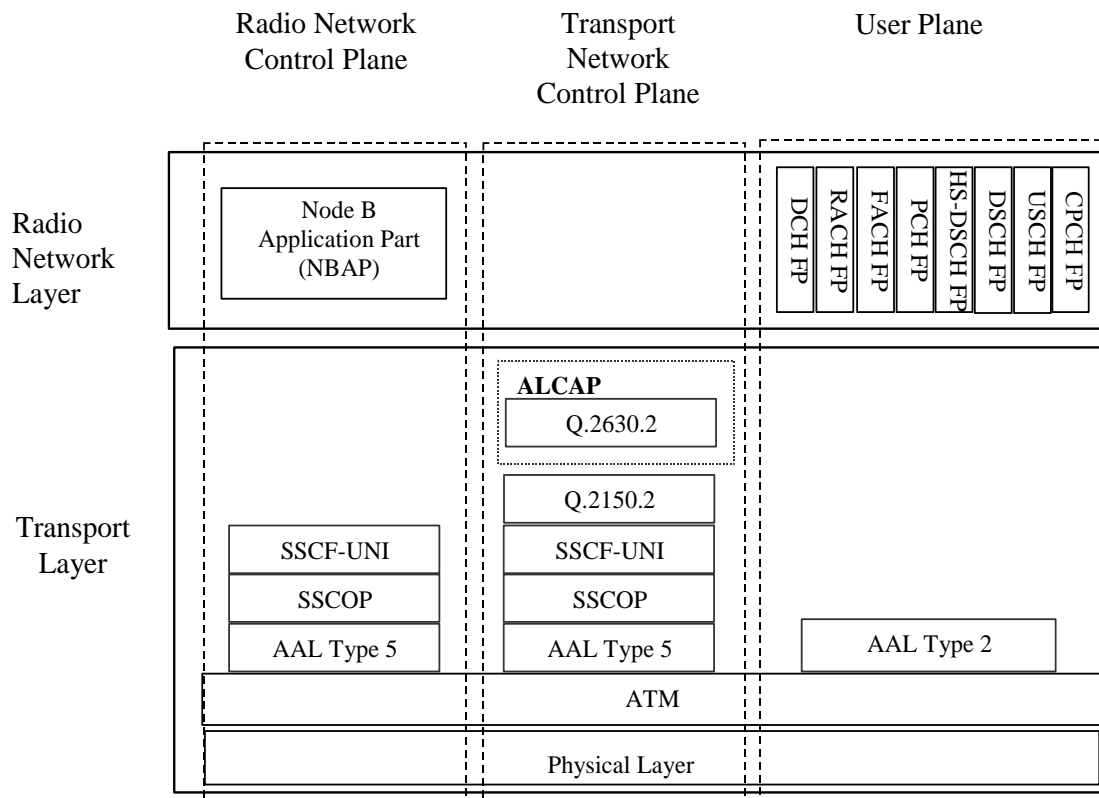 Radio Network
Control Plane
Transport
Network
Control Plane
User Plane
Radio
Network
Layer
Node B
Application Part
(NBAP)
DCH FP
RACH FP
FACH FP
PCH FP
HS-DSCH FP
DSCH FP
USCH FP
CPCH FP
Transport
Layer
ALCAP
Q.2630.2
Q.2150.2
SSCF-UNI
SSCF-UNI
SSCOP
SSCOP
AAL Type 5
AAL Type 5
AAL Type 2
ATM
Physical Layer